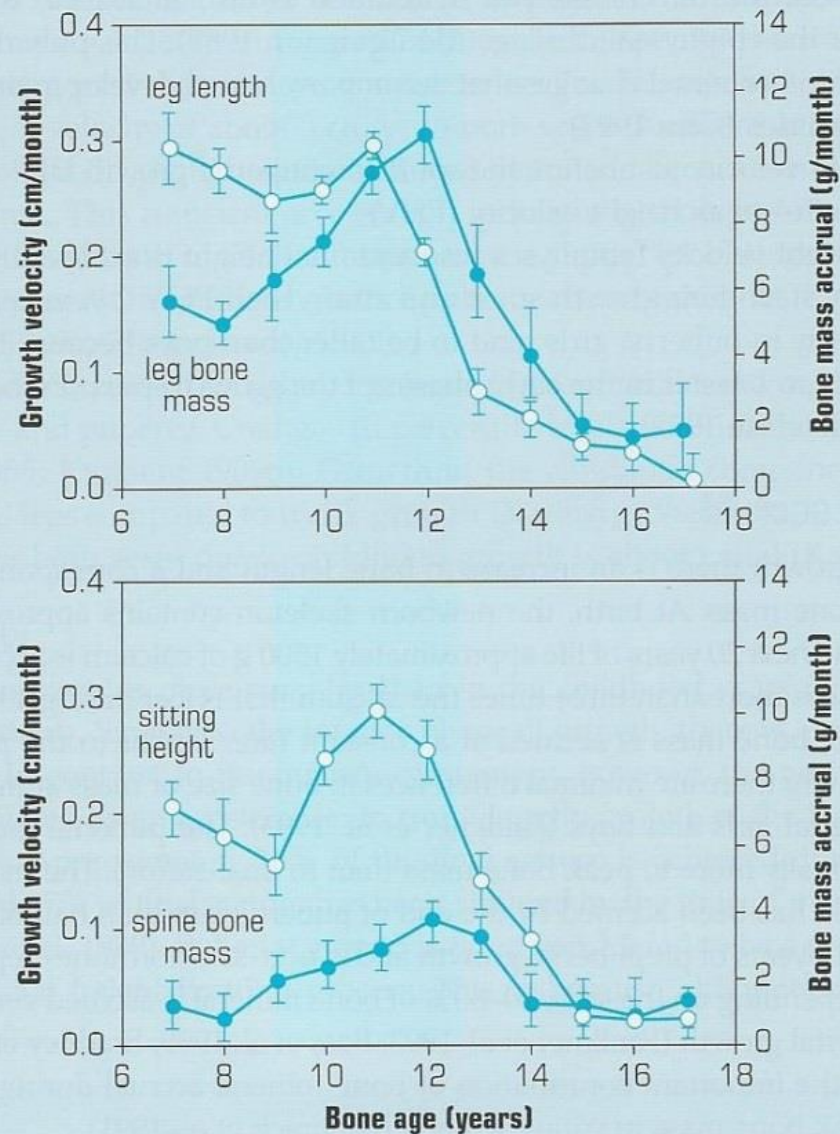 0.4
0.3
0.2
0.1
0.0
Growth velocity (cm/month)
leg length
leg bone
mass
14
12
10
8
6
4
2
0
Bone mass accrual (g/month)
6 8 10 12 14 16 18
0.4
0.3
0.2
0.1
0.0
Growth velocity (cm/month)
sitting
height
spine bone
mass
14
12
10
8
6
4
2
0
Bone mass accrual (g/month)
6 8 10 12 14 16 18
Bone age (years)